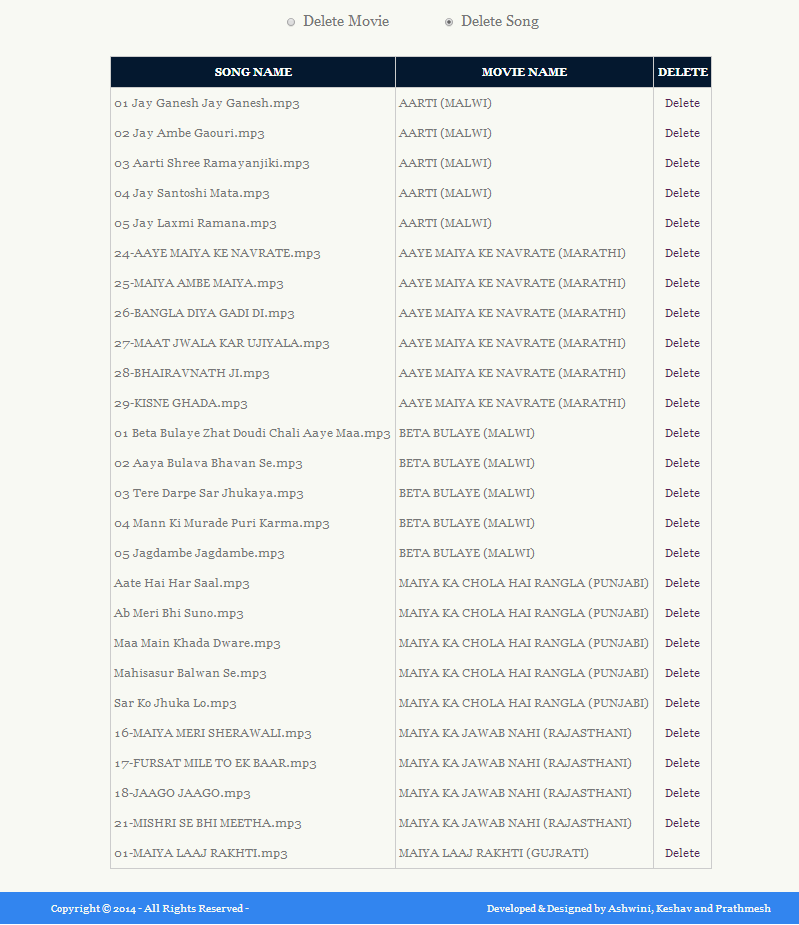 Delete Movie Delete Song
SONG NAME MOVIE NAME DELETE
01 Jay Ganesh Jay Ganesh.mp3 AARTI (MALWI) Delete
02 Jay Ambe Gaouri.mp3 AARTI (MALWI) Delete
03 Aarti Shree Ramayanjiki.mp3 AARTI (MALWI) Delete
04 Jay Santoshi Mata.mp3 AARTI (MALWI) Delete
05 Jay Laxmi Ramana.mp3 AARTI (MALWI) Delete
24-AAYE MAIYA KE NAVRATE.mp3 AAYE MAIYA KE NAVRATE (MARATHI) Delete
25-MAIYA AMBE MAIYA.mp3 AAYE MAIYA KE NAVRATE (MARATHI) Delete
26-BANGLA DIYA GADI DI.mp3 AAYE MAIYA KE NAVRATE (MARATHI) Delete
27-MAAT JWALA KAR UJIYALA.mp3 AAYE MAIYA KE NAVRATE (MARATHI) Delete
28-BHAIRAVNATH JI.mp3 AAYE MAIYA KE NAVRATE (MARATHI) Delete
29-KISNE GHADA.mp3 AAYE MAIYA KE NAVRATE (MARATHI) Delete
01 Beta Bulaye Zhat Doudi Chali Aaye Maa.mp3 BETA BULAYE (MALWI) Delete
02 Aaya Bulava Bhavan Se.mp3 BETA BULAYE (MALWI) Delete
03 Tere Darpe Sar Jhukaya.mp3 BETA BULAYE (MALWI) Delete
04 Mann Ki Murade Puri Karma.mp3 BETA BULAYE (MALWI) Delete
05 Jagdambe Jagdambe.mp3 BETA BULAYE (MALWI) Delete
Aate Hai Har Saal.mp3 MAIYA KA CHOLA HAI RANGLA (PUNJABI) Delete
Ab Meri Bhi Suno.mp3 MAIYA KA CHOLA HAI RANGLA (PUNJABI) Delete
Maa Main Khada Dware.mp3 MAIYA KA CHOLA HAI RANGLA (PUNJABI) Delete
Mahisasur Balwan Se.mp3 MAIYA KA CHOLA HAI RANGLA (PUNJABI) Delete
Sar Ko Jhuka Lo.mp3 MAIYA KA CHOLA HAI RANGLA (PUNJABI) Delete
16-MAIYA MERI SHERAWALI.mp3 MAIYA KA JAWAB NAHI (RAJASTHANI) Delete
17-FURSAT MILE TO EK BAAR.mp3 MAIYA KA JAWAB NAHI (RAJASTHANI) Delete
18-JAAGO JAAGO.mp3 MAIYA KA JAWAB NAHI (RAJASTHANI) Delete
21-MISHRI SE BHI MEETHA.mp3 MAIYA KA JAWAB NAHI (RAJASTHANI) Delete
01-MAIYA LAAJ RAKHTI.mp3 MAIYA LAAJ RAKHTI (GUJRATI) Delete
Copyright © 2014 - All Rights Reserved - Developed & Designed by Ashwini, Keshav and Prathmesh